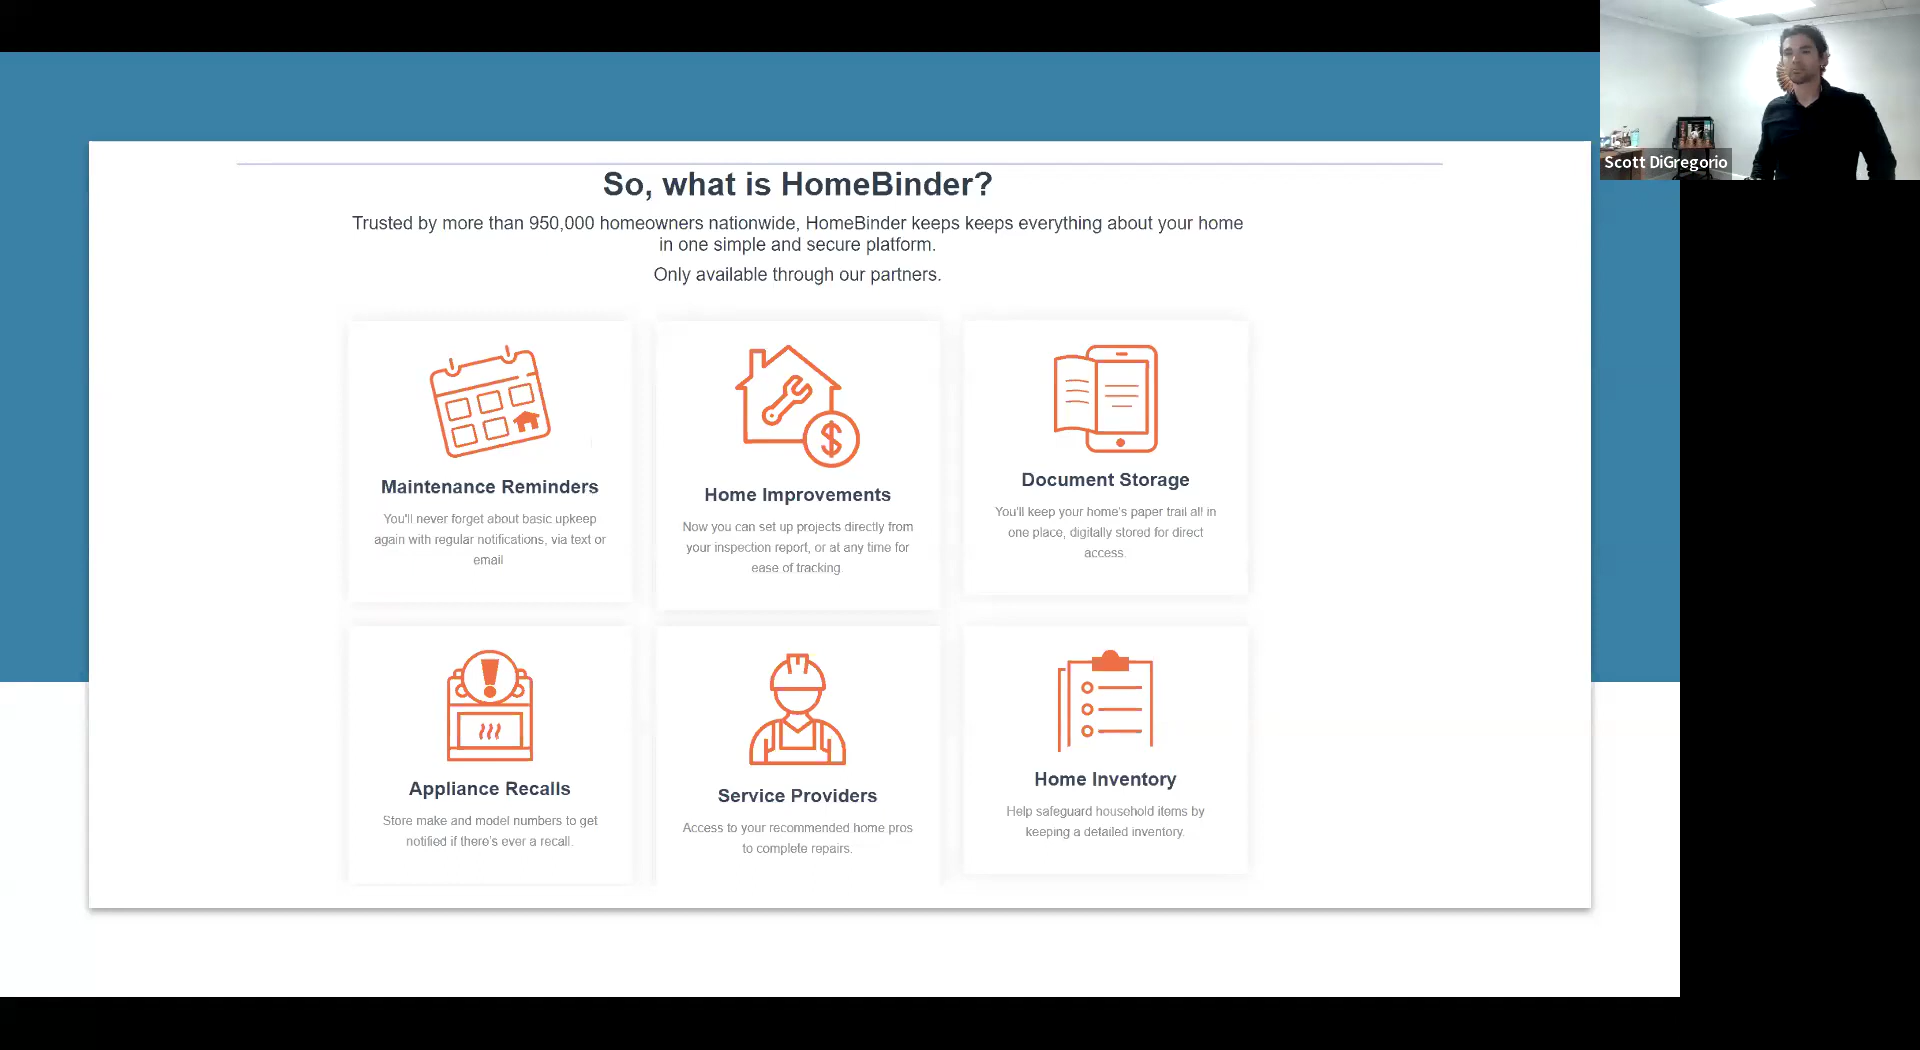 Scott DiGregorio
So, what is HomeBinder?
Trusted by more than 950,000 homeowners nationwide, HomeBinder keeps keeps everything about your home
in one simple and secure platform.
Only available through our partners.
Maintenance Reminders
You'll never forget about basic upkeep
again with regular notifications, via text or
email
Home Improvements
Now you can set up projects directly from
your inspection report, or at any time for
ease of tracking.
Document Storage
You'll keep your home's paper trail all in
one place, digitally stored for direct
access.
Appliance Recalls
Store make and model numbers to get
notified if there's ever a recall.
Service Providers
Access to your recommended home pros
to complete repairs.
Home Inventory
Help safeguard household items by
keeping a detailed inventory.